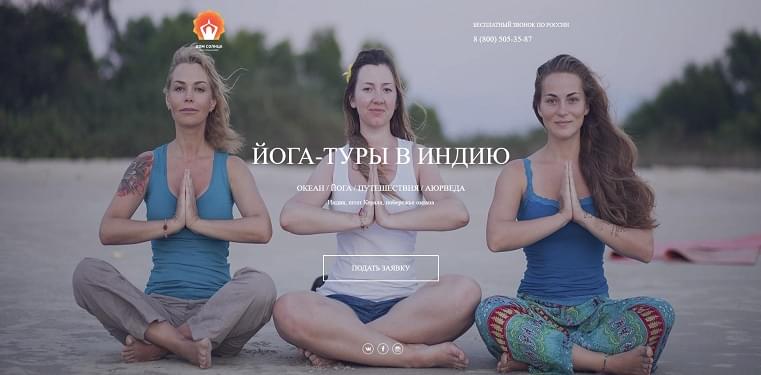 ДОМ СОЛНЦА
БЕСПЛАТНЫЙ ЗВОНОК ПО РОССИИ
8 (800) 505-35-87
ЙОГА-ТУРЫ В ИНДИЮ
ОКЕАН / ЙОГА / ПУТЕШЕСТВИЯ / АЮРВЕДА
Индия, штат Керала, побережье океана
ПОДАТЬ ЗАЯВКУ